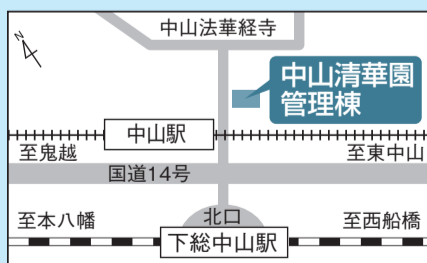 中山法華経寺
N
中山清華園
管理棟
中山駅
至鬼越
至東中山
国道14号
至本八幡
北口
至西船橋
下総中山駅